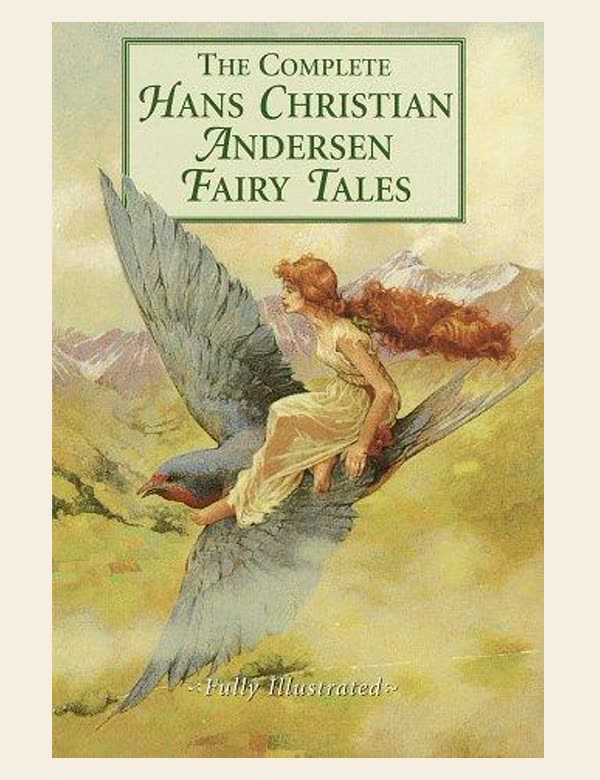 The Complete
Hans Christian
Andersen
Fairy Tales
Fully Illustrated